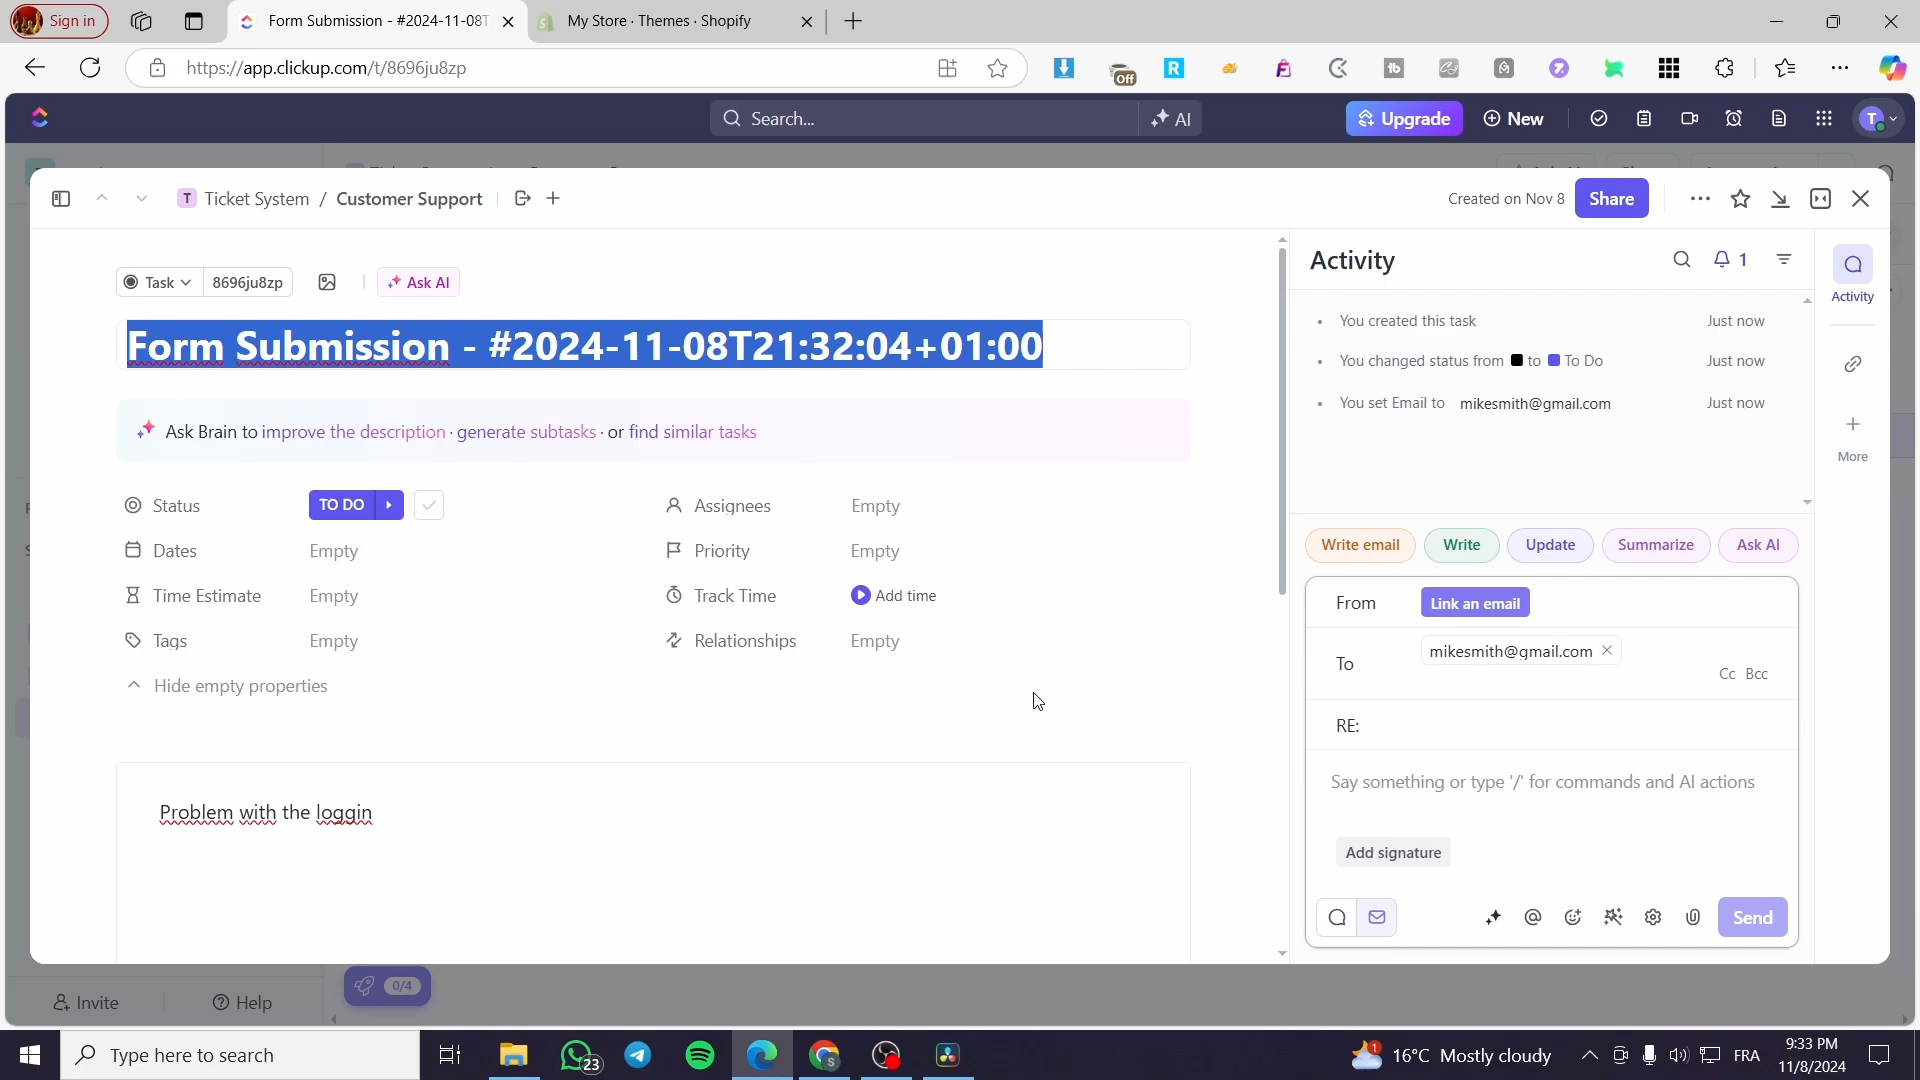 Sign in
Form Submission - #2024-11-08T
My Store · Themes · Shopify
https://app.clickup.com/t/8696ju8zp
Off
Search...
AI
Upgrade
New
T
T Ticket System / Customer Support
Created on Nov 8
Share
Task
8696ju8zp
Ask AI
Form Submission - #2024-11-08T21:32:04+01:00
Ask Brain to improve the description · generate subtasks · or find similar tasks
Status
TO DO
Assignees
Empty
Dates
Empty
Priority
Empty
Time Estimate
Empty
Track Time
Add time
Tags
Empty
Relationships
Empty
Hide empty properties
Problem with the loggin
Activity
1
You created this task
Just now
You changed status from to To Do
Just now
You set Email to mikesmith@gmail.com
Just now
Write email
Write
Update
Summarize
Ask AI
From
Link an email
To
mikesmith@gmail.com
Cc Bcc
RE:
Say something or type '/' for commands and AI actions
Add signature
Send
Activity
More
Invite
Help
0/4
Type here to search
23
1
16°C Mostly cloudy
FRA
9:33 PM
11/8/2024